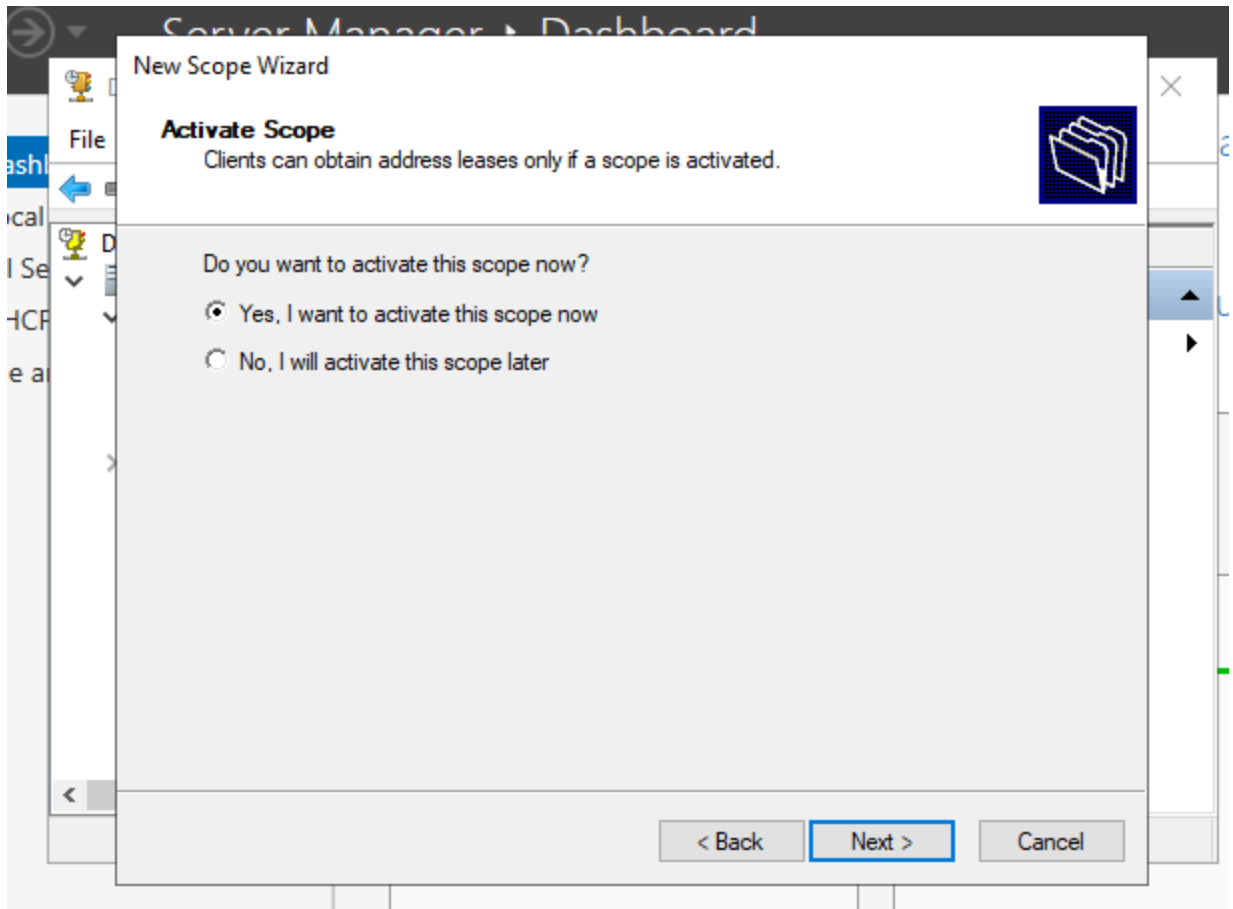 Server Manager ▸ Dashboard
New Scope Wizard
File
Activate Scope
Clients can obtain address leases only if a scope is activated.
Do you want to activate this scope now?
Yes, I want to activate this scope now
No, I will activate this scope later
< Back
Next >
Cancel